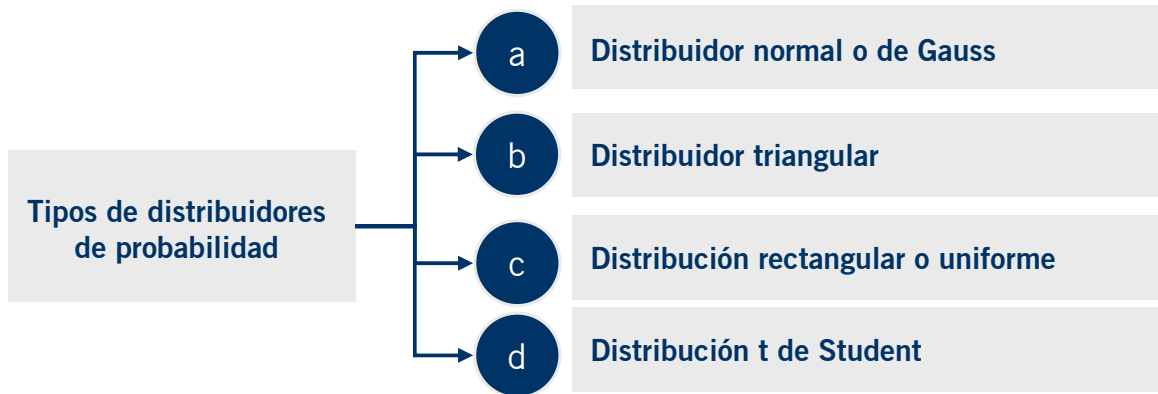 Tipos de distribuidores
de probabilidad
a
Distribuidor normal o de Gauss
b
Distribuidor triangular
c
Distribución rectangular o uniforme
d
Distribución t de Student